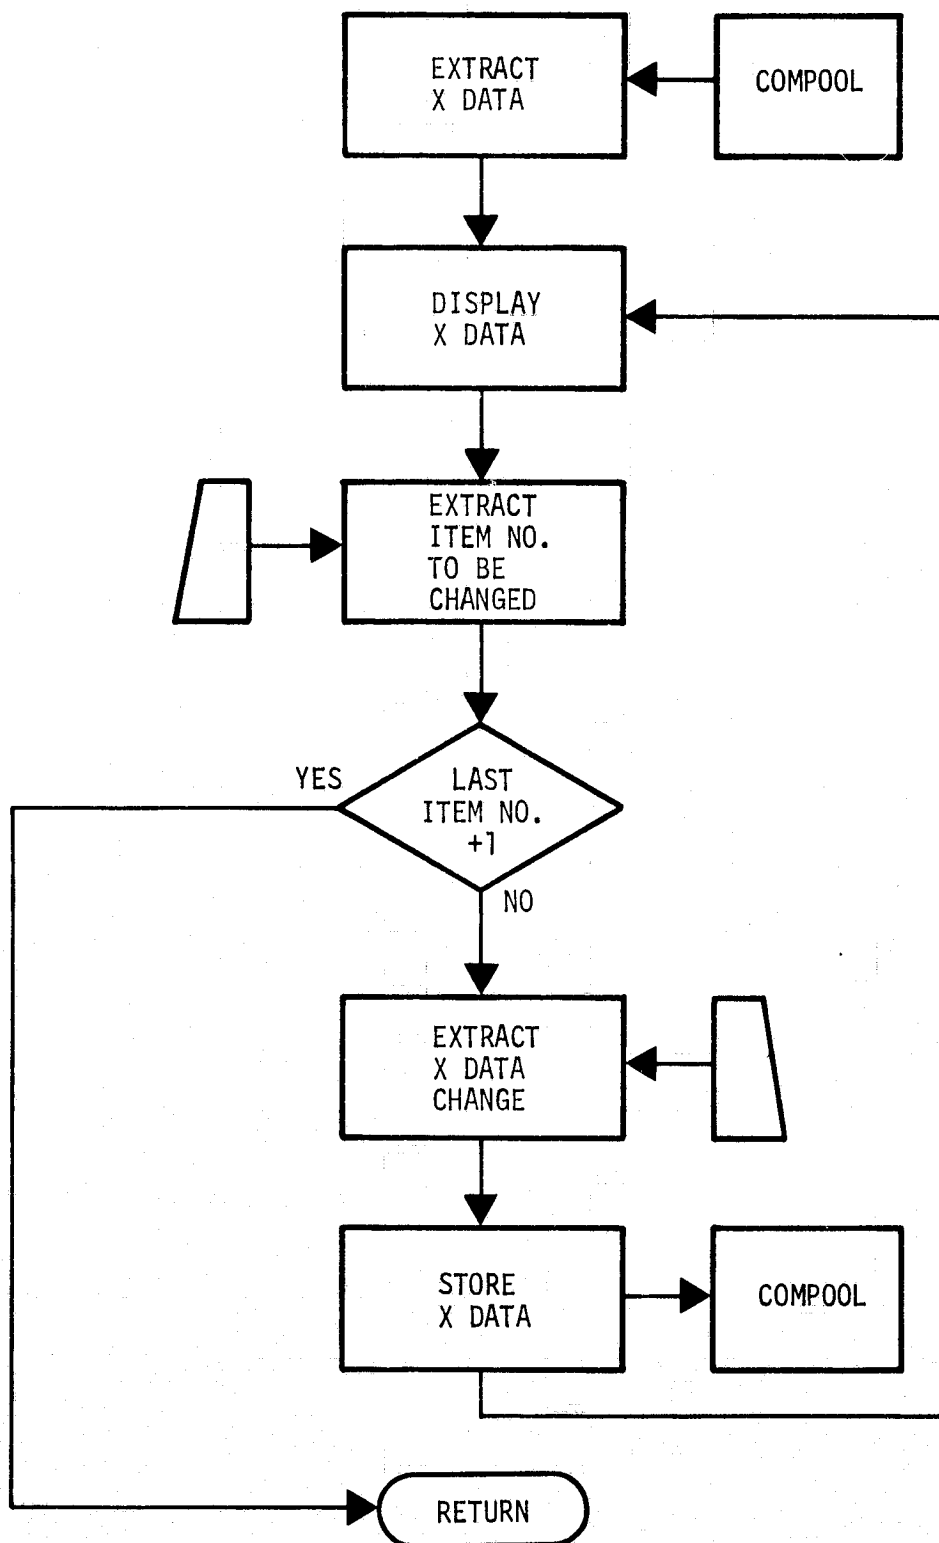 EXTRACT
X DATA
COMPOOL
DISPLAY
X DATA
EXTRACT
ITEM NO.
TO BE
CHANGED
YES
LAST
ITEM NO.
+1
NO
EXTRACT
X DATA
CHANGE
STORE
X DATA
COMPOOL
RETURN